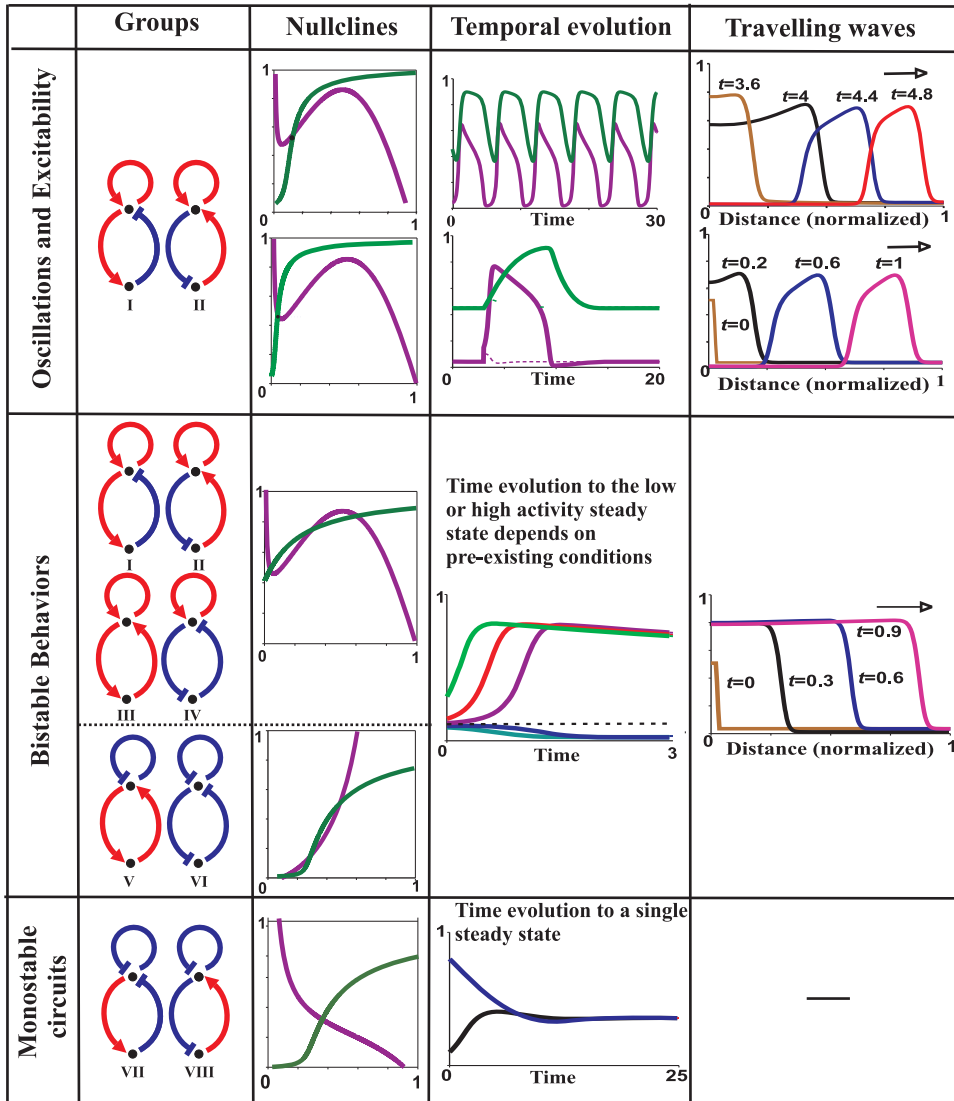 Groups
Nullclines
Temporal evolution
Travelling waves
Oscillations and Excitability
I
II
1
0
1
1
0
1
1
0
Time
30
0
Time
20
1
t=3.6
t=4
t=4.4
t=4.8
0
Distance (normalized)
1
1
t=0.2
t=0.6
t=1
t=0
0
Distance (normalized)
1
Bistable Behaviors
I
II
III
IV
V
VI
1
0
1
1
0
1
Time evolution to the low
or high activity steady
state depends on
pre-existing conditions
1
0
Time
3
1
t=0.9
t=0
t=0.3
t=0.6
0
Distance (normalized)
1
Monostable
circuits
VII
VIII
1
0
1
Time evolution to a single
steady state
1
0
Time
25